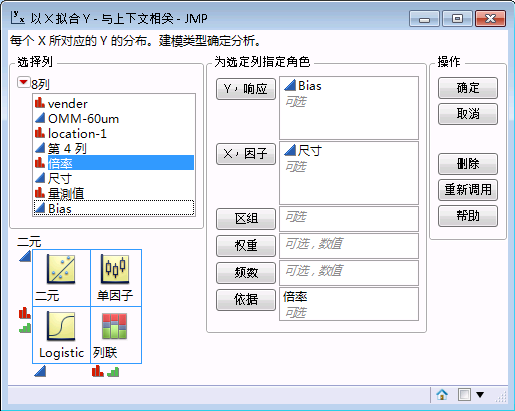 以 X 拟合 Y - 与上下文相关 - JMP
每个 X 所对应的 Y 的分布。建模类型确定分析。
选择列
8列
vender
OMM-60um
location-1
第 4 列
倍率
尺寸
量測值
Bias
二元
二元
单因子
Logistic
列联
为选定列指定角色
Y，响应
Bias
可选
X，因子
尺寸
可选
区组
可选
权重
可选，数值
频数
可选，数值
依据
倍率
可选
操作
确定
取消
删除
重新调用
帮助